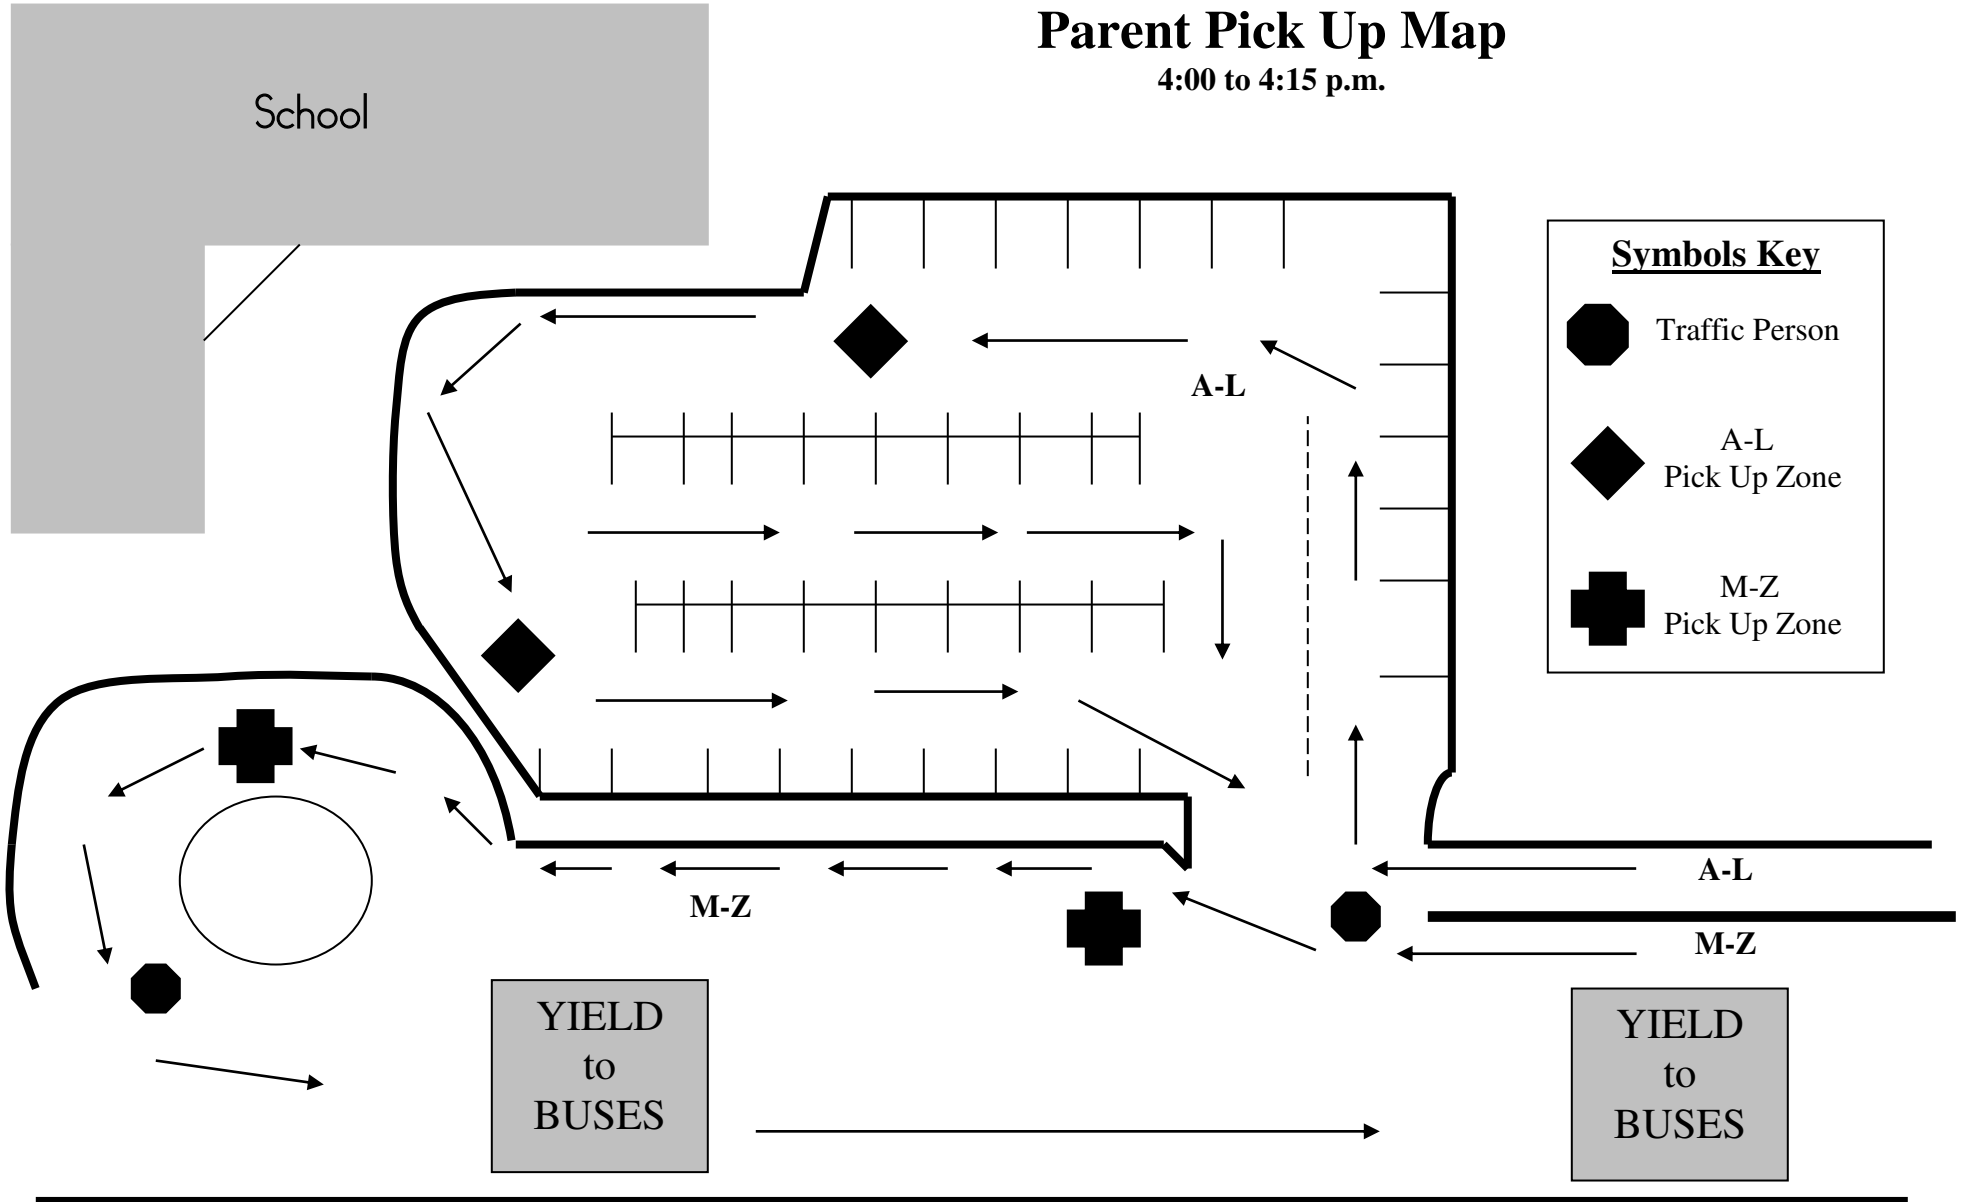 Parent Pick Up Map
4:00 to 4:15 p.m.
School
Symbols Key
Traffic Person
A-L
Pick Up Zone
M-Z
Pick Up Zone
A-L
A-L
M-Z
M-Z
YIELD
to
BUSES
YIELD
to
BUSES